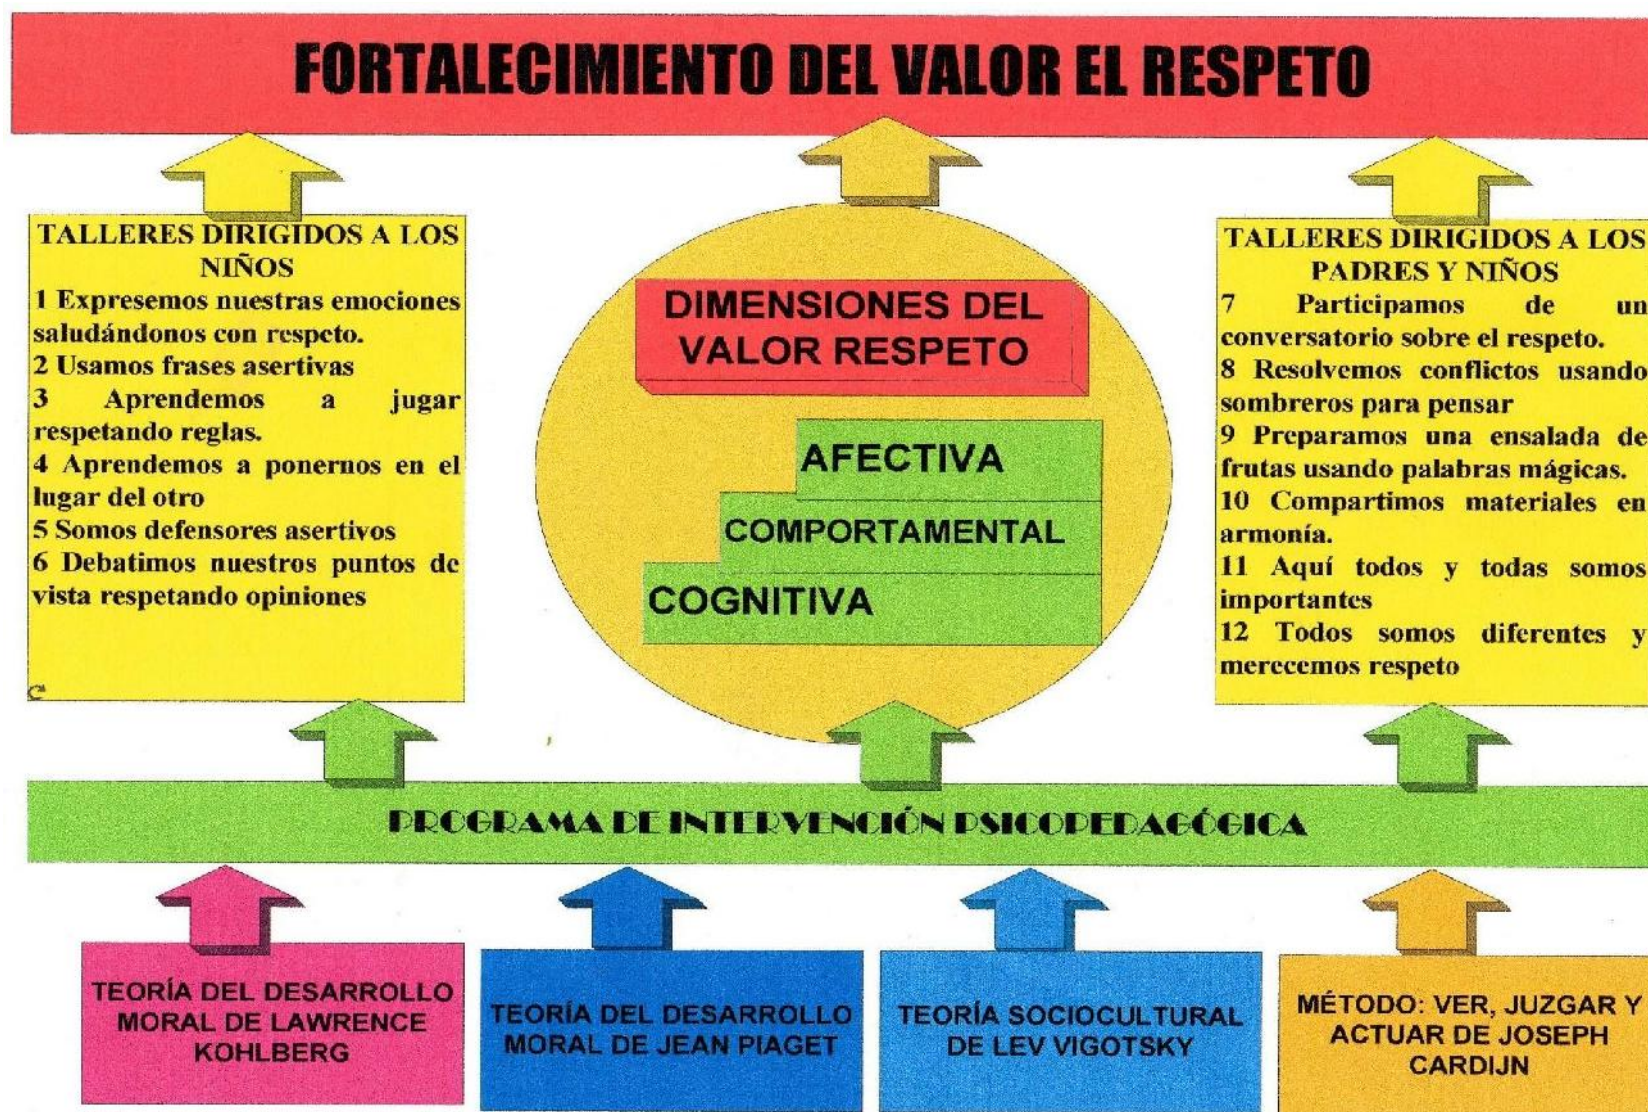 FORTALECIMIENTO DEL VALOR EL RESPETO
TALLERES DIRIGIDOS A LOS
NIÑOS
1 Expresemos nuestras emociones
saludándonos con respeto.
2 Usamos frases asertivas
3 Aprendemos a jugar
respetando reglas.
4 Aprendemos a ponernos en el
lugar del otro
5 Somos defensores asertivos
6 Debatimos nuestros puntos de
vista respetando opiniones
DIMENSIONES DEL
VALOR RESPETO
AFECTIVA
COMPORTAMENTAL
COGNITIVA
TALLERES DIRIGIDOS A LOS
PADRES Y NIÑOS
7 Participamos de un
conversatorio sobre el respeto.
8 Resolvemos conflictos usando
sombreros para pensar
9 Preparamos una ensalada de
frutas usando palabras mágicas.
10 Compartimos materiales en
armonía.
11 Aquí todos y todas somos
importantes
12 Todos somos diferentes y
merecemos respeto
PROGRAMA DE INTERVENCIÓN PSICOPEDAGÓGICA
TEORÍA DEL DESARROLLO
MORAL DE LAWRENCE
KOHLBERG
TEORÍA DEL DESARROLLO
MORAL DE JEAN PIAGET
TEORÍA SOCIOCULTURAL
DE LEV VIGOTSKY
MÉTODO: VER, JUZGAR Y
ACTUAR DE JOSEPH
CARDIJN